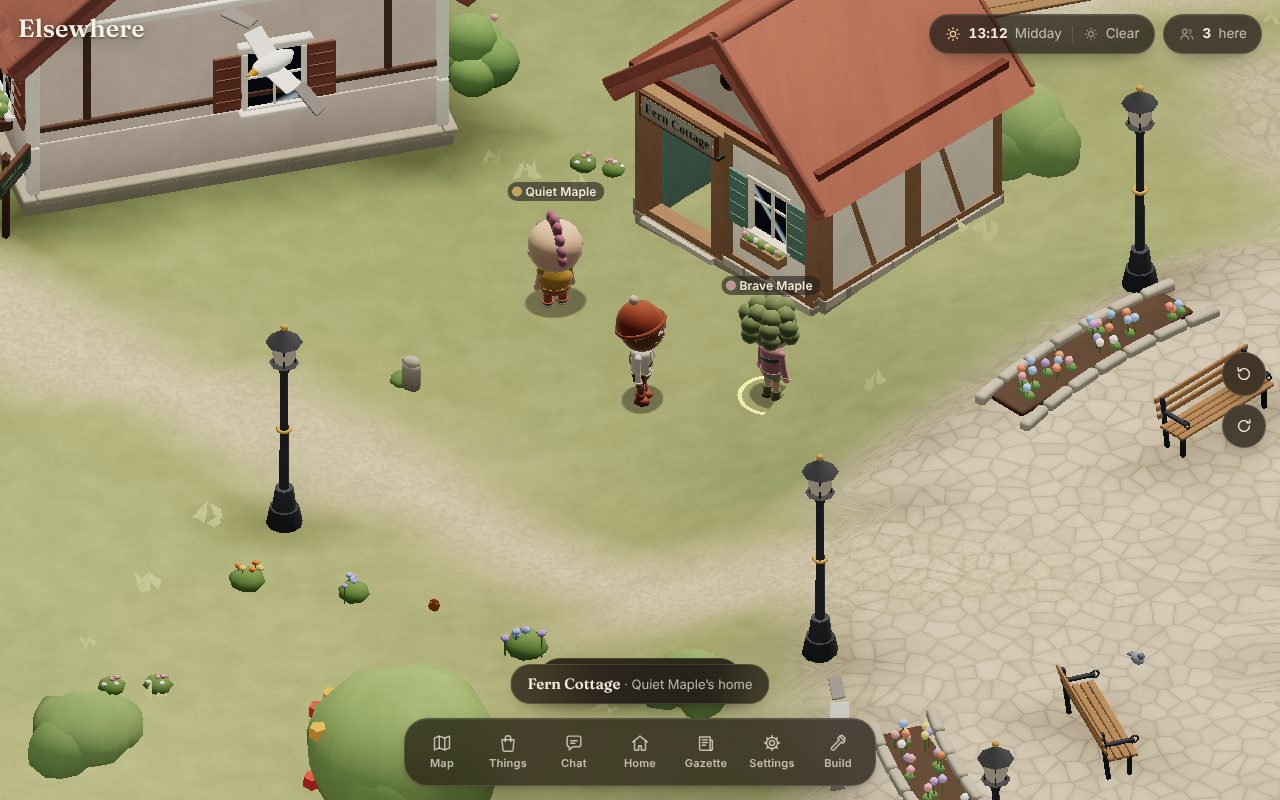 Elsewhere
13:12 Midday Clear
3 here
Fern Cottage
Quiet Maple
Brave Maple
Fern Cottage · Quiet Maple's home
Map
Things
Chat
Home
Gazette
Settings
Build